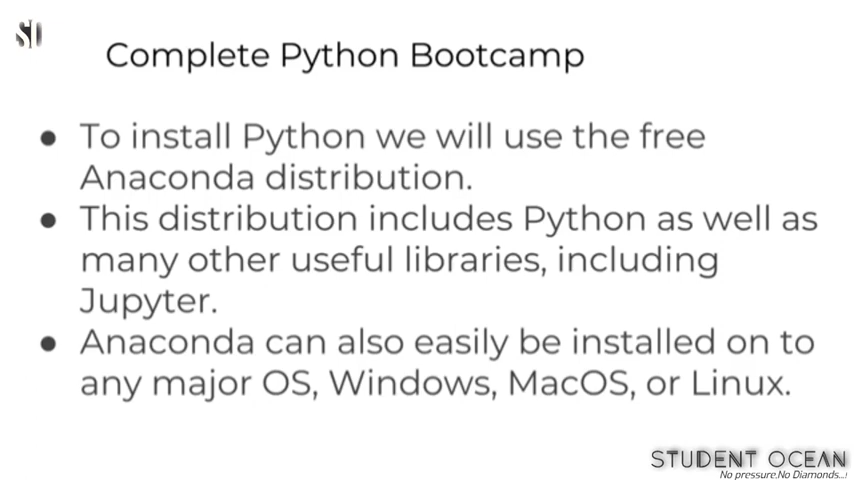 SO
Complete Python Bootcamp
● To install Python we will use the free
Anaconda distribution.
● This distribution includes Python as well as
many other useful libraries, including
Jupyter.
● Anaconda can also easily be installed on to
any major OS, Windows, MacOS, or Linux.
STUDENT OCEAN
No pressure,No Diamonds...!